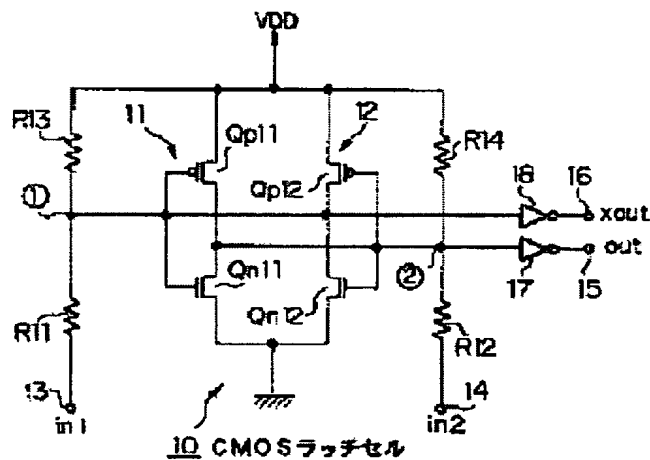 VDD
R13
11
Qp11
12
Qp12
R14
18
16
①
xout
out
17
15
②
Qn11
Qn12
R11
R12
13
in1
14
in2
10 CMOSラッチセル